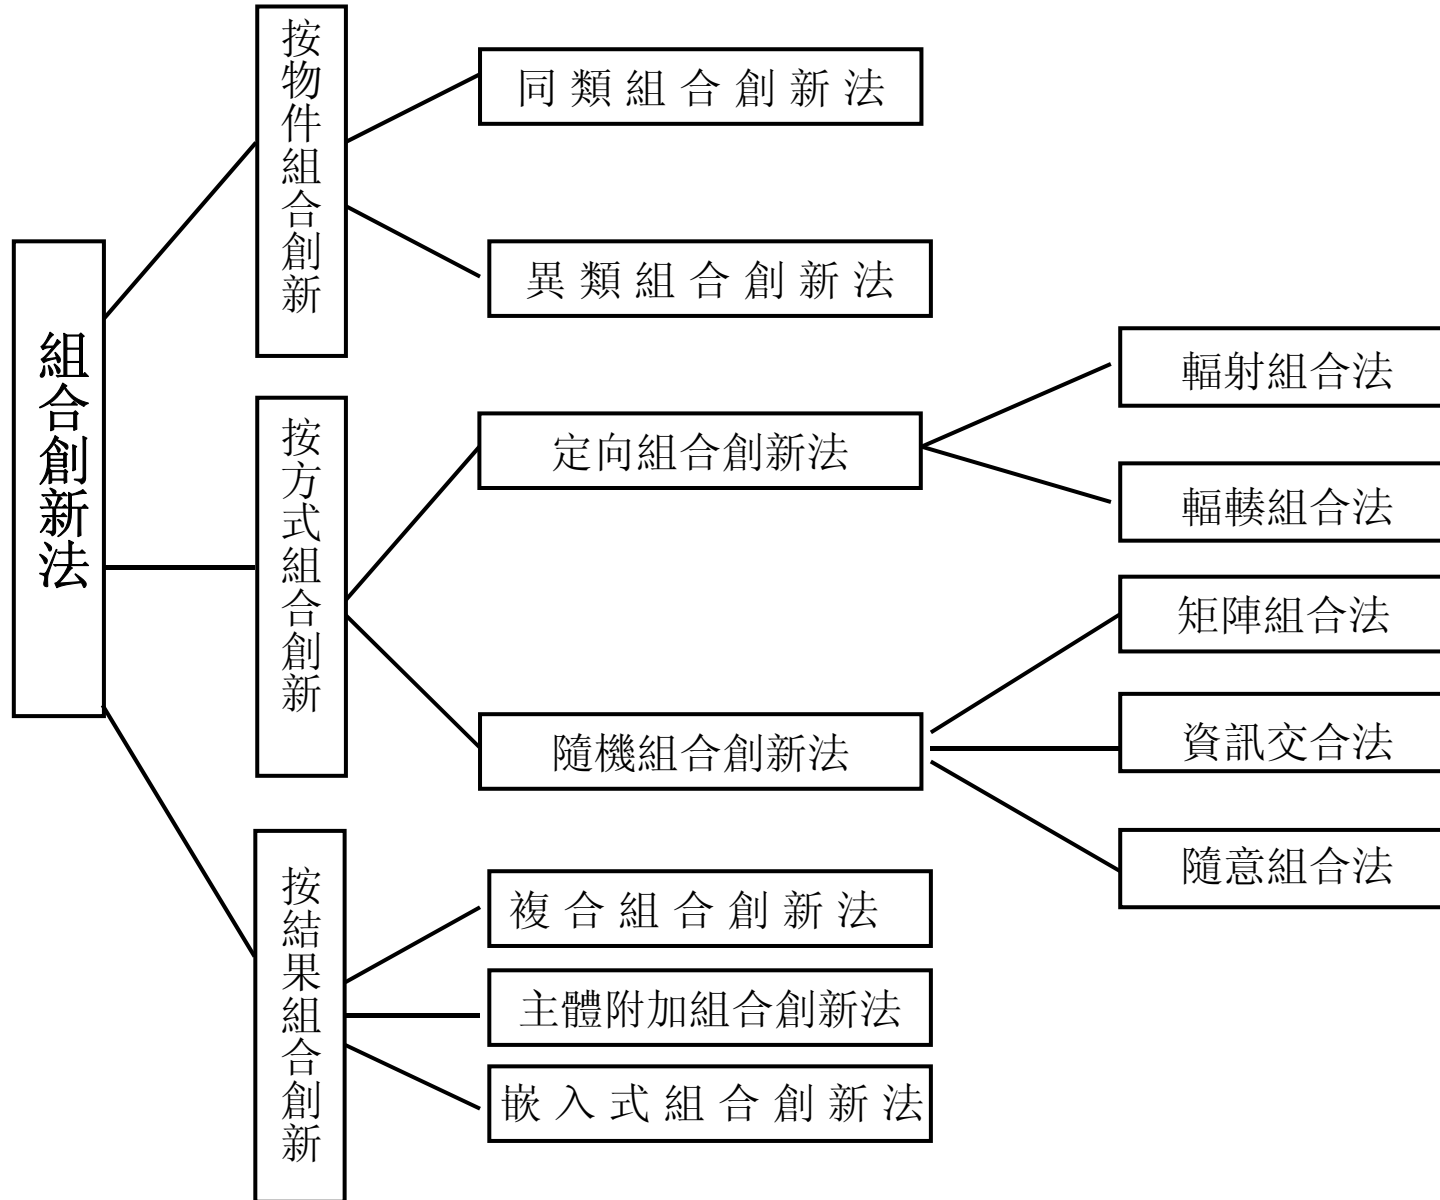 組合創新法
按物件組合創新
同類組合創新法
異類組合創新法
按方式組合創新
定向組合創新法
輻射組合法
輻輳組合法
隨機組合創新法
矩陣組合法
資訊交合法
隨意組合法
按結果組合創新
複合組合創新法
主體附加組合創新法
嵌入式組合創新法